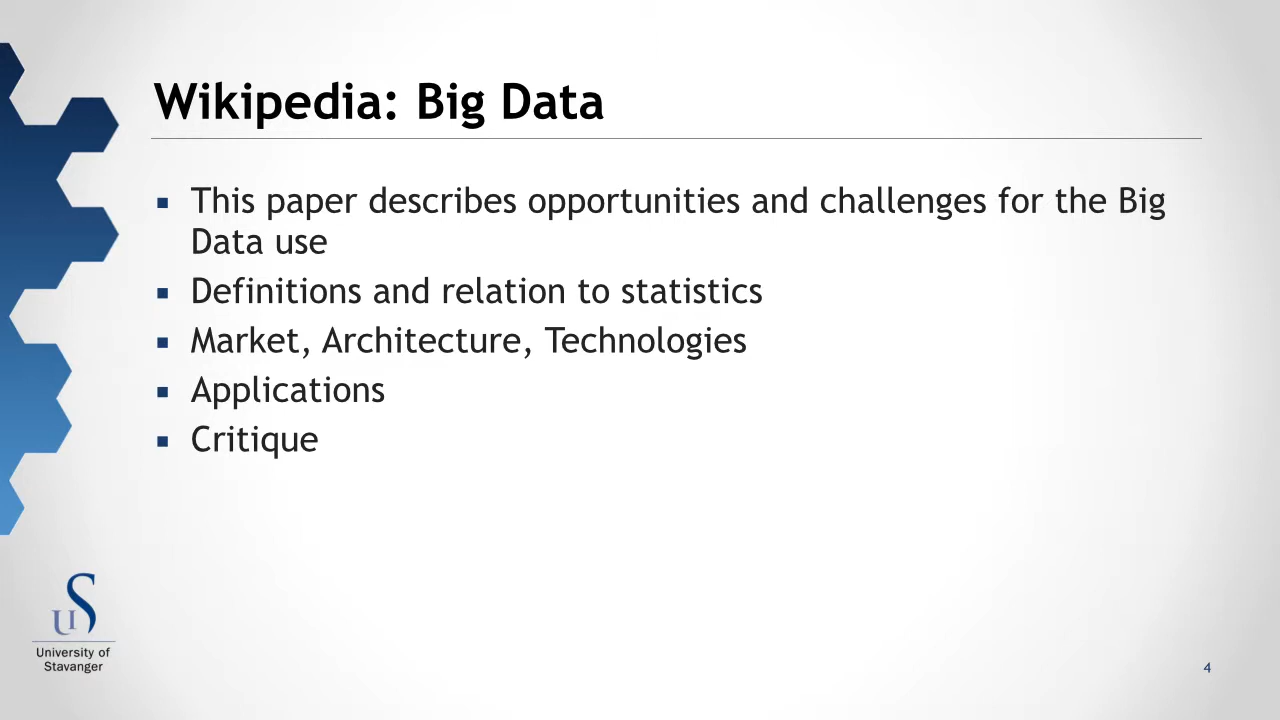 Wikipedia: Big Data
▪ This paper describes opportunities and challenges for the Big
Data use
▪ Definitions and relation to statistics
▪ Market, Architecture, Technologies
▪ Applications
▪ Critique
uS
University of
Stavanger
4